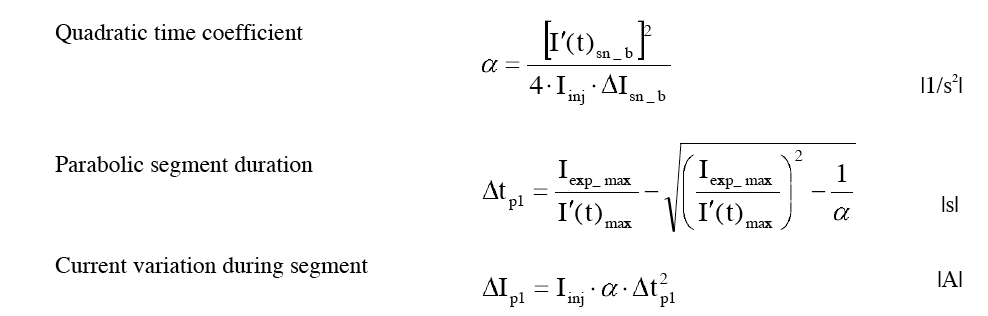 Quadratic time coefficient α = [I′(t)sn_b]² / (4 · Iinj · ΔIsn_b) |1/s²|
Parabolic segment duration Δtp1 = Iexp_max / I′(t)max − √((Iexp_max / I′(t)max)² − 1/α) |s|
Current variation during segment ΔIp1 = Iinj · α · Δt²p1 |A|